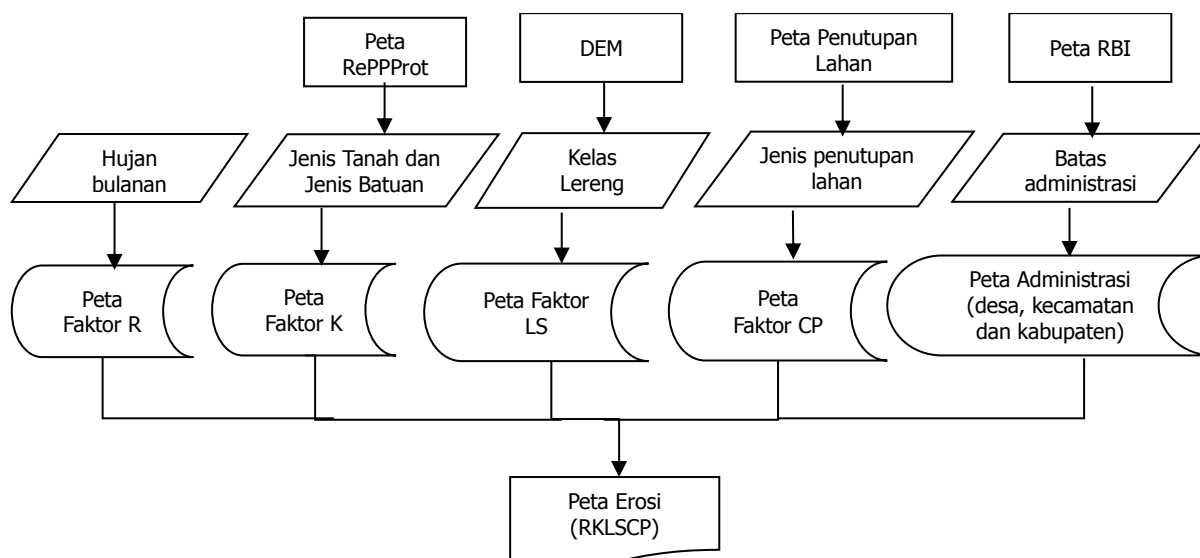 Peta
RePPProt
DEM
Peta Penutupan
Lahan
Peta RBI
Hujan
bulanan
Jenis Tanah dan
Jenis Batuan
Kelas
Lereng
Jenis penutupan
lahan
Batas
administrasi
Peta
Faktor R
Peta
Faktor K
Peta Faktor
LS
Peta
Faktor CP
Peta Administrasi
(desa, kecamatan
dan kabupaten)
Peta Erosi
(RKLSCP)